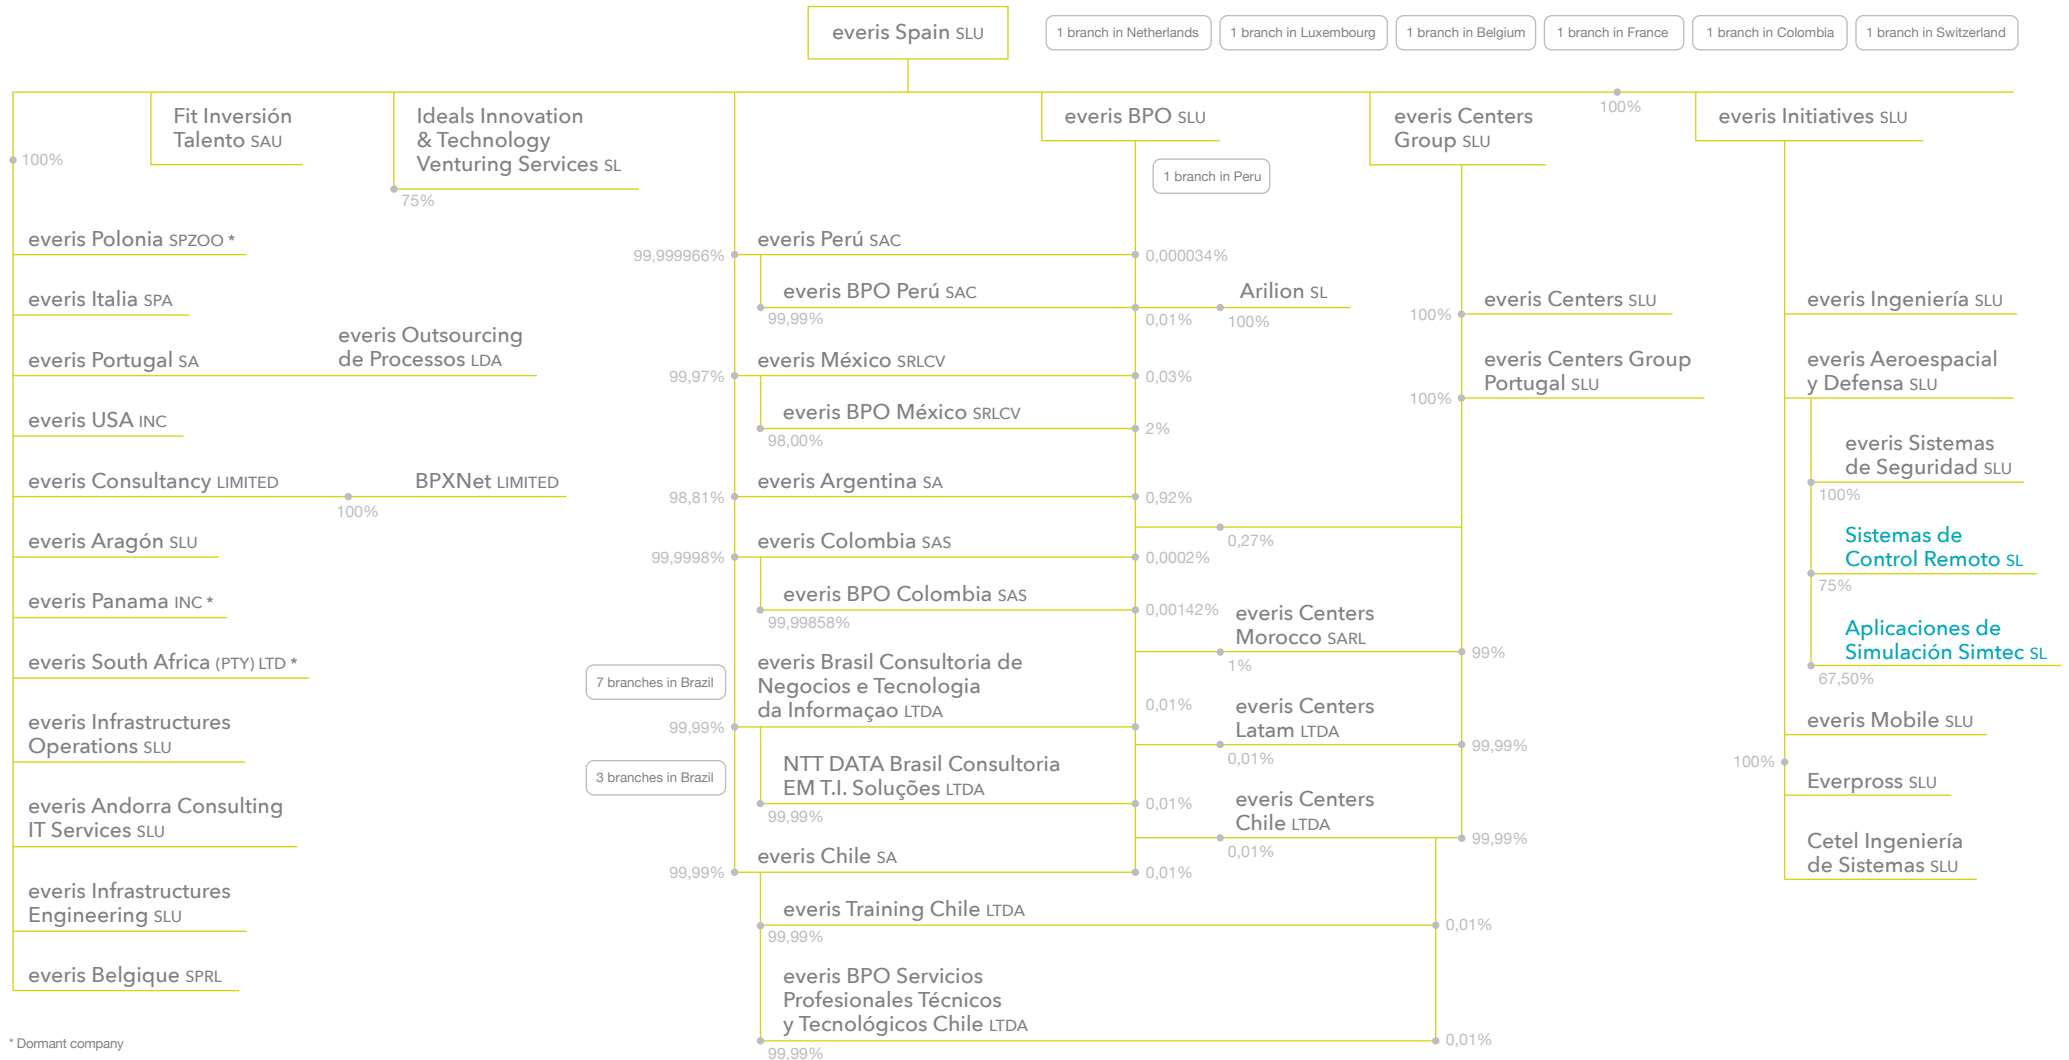 everis Spain SLU
1 branch in Netherlands
1 branch in Luxembourg
1 branch in Belgium
1 branch in France
1 branch in Colombia
1 branch in Switzerland
100%
100%
Fit Inversión
Talento SAU
Ideals Innovation
& Technology
Venturing Services SL
75%
everis BPO SLU
1 branch in Peru
everis Centers
Group SLU
everis Initiatives SLU
everis Polonia SPZOO *
everis Italia SPA
everis Portugal SA
everis Outsourcing
de Processos LDA
everis USA INC
everis Consultancy LIMITED
100%
BPXNet LIMITED
everis Aragón SLU
everis Panama INC *
everis South Africa (PTY) LTD *
everis Infrastructures
Operations SLU
everis Andorra Consulting
IT Services SLU
everis Infrastructures
Engineering SLU
everis Belgique SPRL
99,999966%
everis Perú SAC
0,000034%
everis BPO Perú SAC
99,99%
0,01%
Arilion SL
100%
99,97%
everis México SRLCV
0,03%
everis BPO México SRLCV
98,00%
2%
98,81%
everis Argentina SA
0,92%
0,27%
99,9998%
everis Colombia SAS
0,0002%
everis BPO Colombia SAS
99,99858%
0,00142%
7 branches in Brazil
everis Brasil Consultoria de
Negocios e Tecnologia
da Informaçao LTDA
99,99%
0,01%
3 branches in Brazil
NTT DATA Brasil Consultoria
EM T.I. Soluções LTDA
99,99%
0,01%
99,99%
everis Chile SA
0,01%
everis Training Chile LTDA
99,99%
0,01%
everis BPO Servicios
Profesionales Técnicos
y Tecnológicos Chile LTDA
99,99%
0,01%
everis Centers
Morocco SARL
1%
99%
everis Centers
Latam LTDA
0,01%
99,99%
everis Centers
Chile LTDA
0,01%
99,99%
100%
everis Centers SLU
everis Centers Group
Portugal SLU
100%
everis Ingeniería SLU
everis Aeroespacial
y Defensa SLU
everis Sistemas
de Seguridad SLU
100%
Sistemas de
Control Remoto SL
75%
Aplicaciones de
Simulación Simtec SL
67,50%
everis Mobile SLU
100%
Everpross SLU
Cetel Ingeniería
de Sistemas SLU
* Dormant company